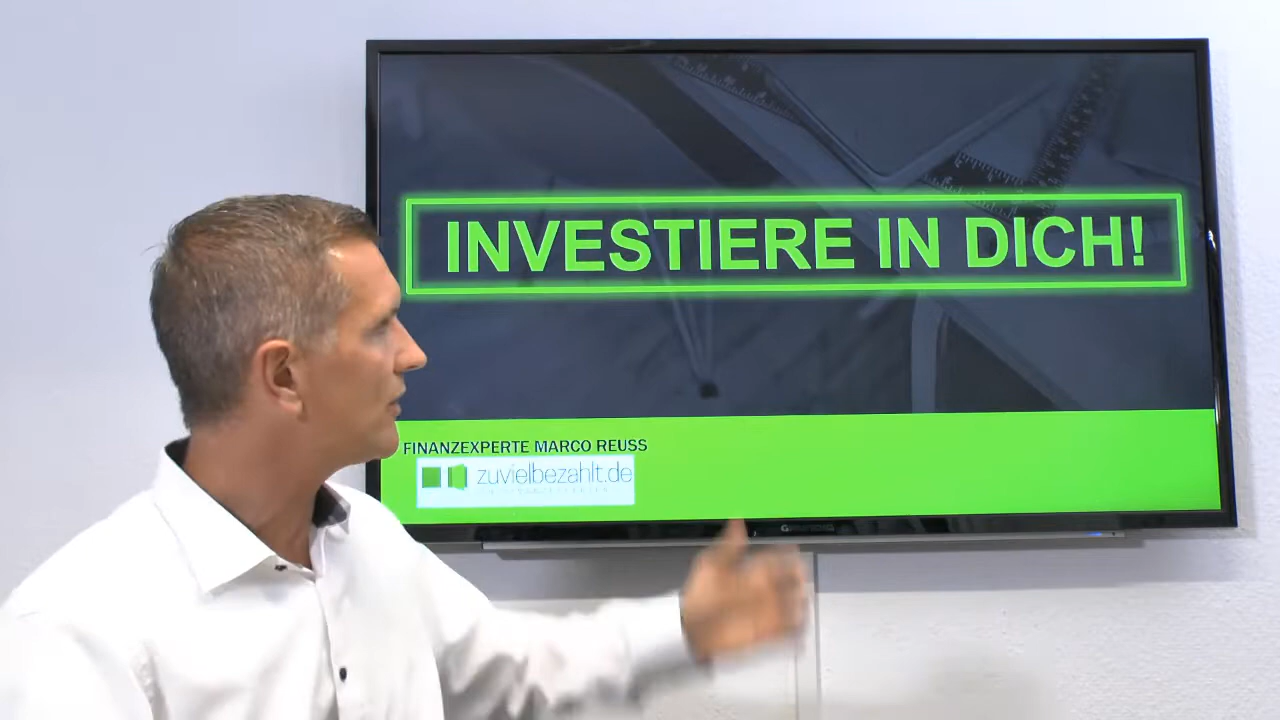 INVESTIERE IN DICH!
FINANZEXPERTE MARCO REUSS
zuvielbezahlt.de